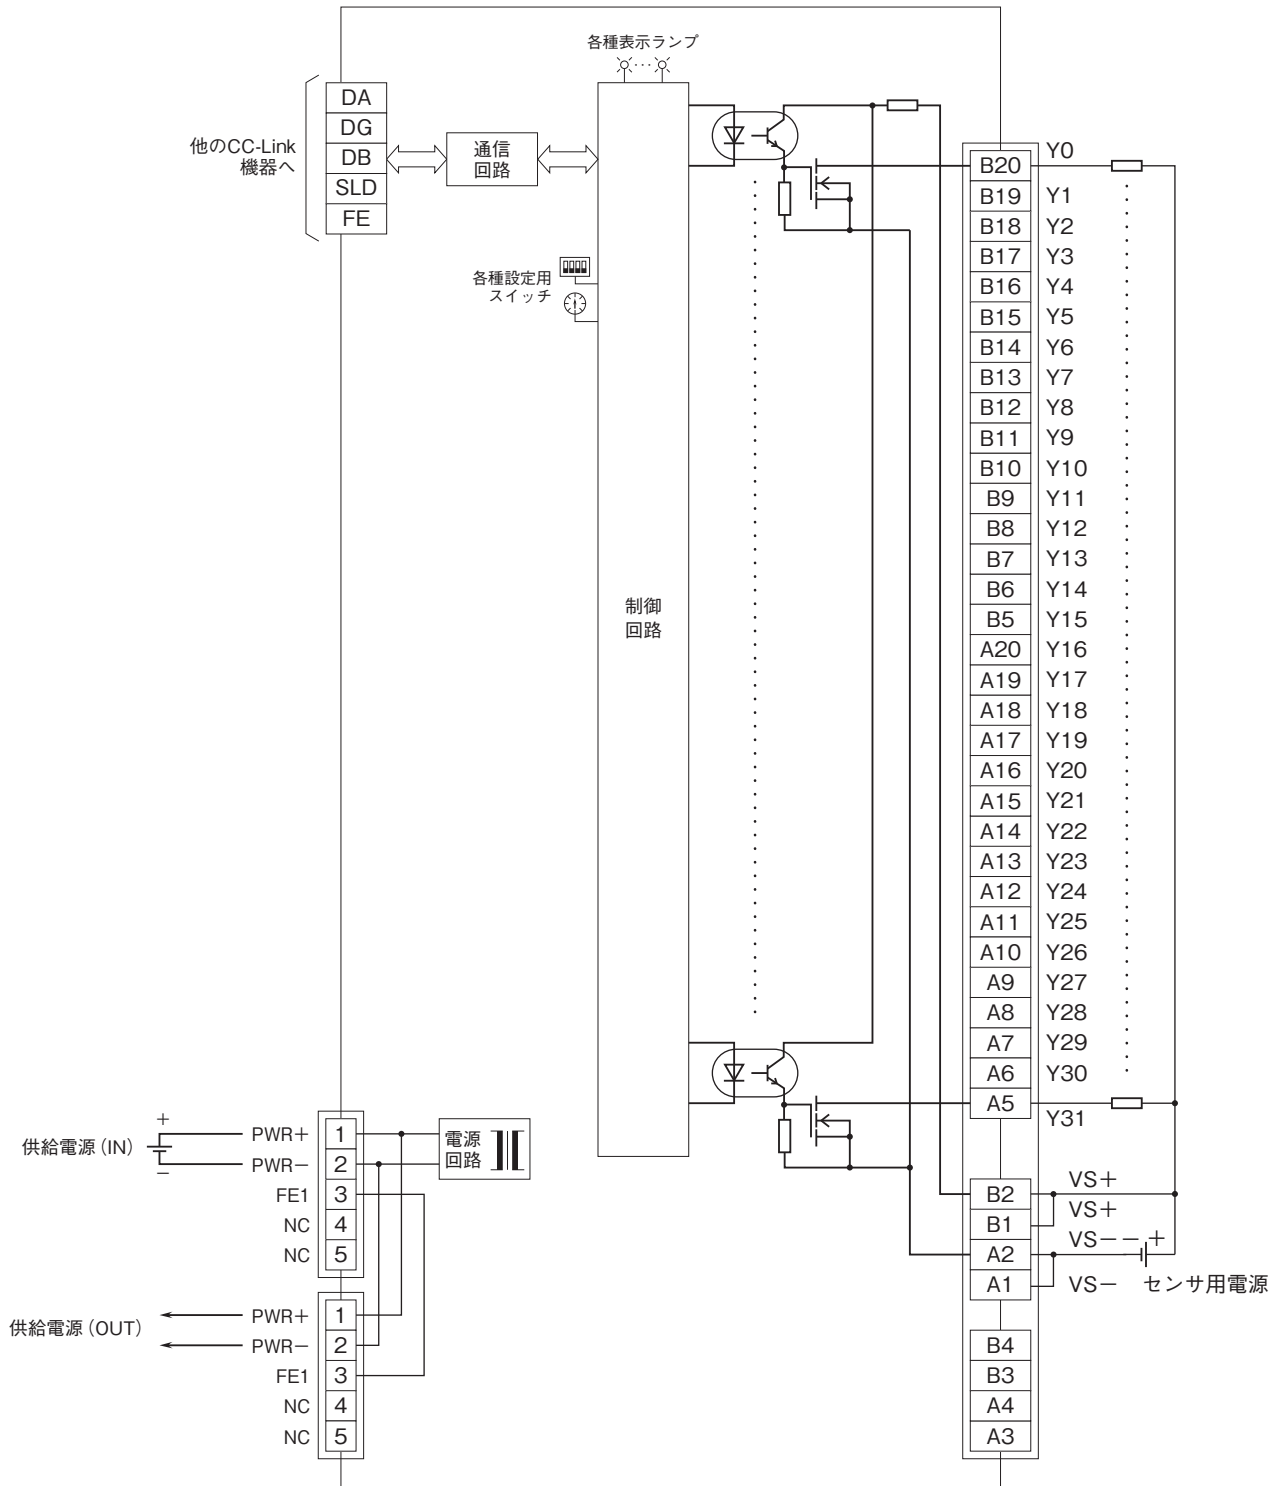 各種表示ランプ
DA
DG
DB
SLD
FE
他のCC-Link
機器へ
通信
回路
各種設定用
スイッチ
制御
回路
Y0
B20
B19 Y1
B18 Y2
B17 Y3
B16 Y4
B15 Y5
B14 Y6
B13 Y7
B12 Y8
B11 Y9
B10 Y10
B9 Y11
B8 Y12
B7 Y13
B6 Y14
B5 Y15
A20 Y16
A19 Y17
A18 Y18
A17 Y19
A16 Y20
A15 Y21
A14 Y22
A13 Y23
A12 Y24
A11 Y25
A10 Y26
A9 Y27
A8 Y28
A7 Y29
A6 Y30
A5
Y31
B2 VS+
B1 VS+
A2 VS− − +
A1 VS− センサ用電源
B4
B3
A4
A3
供給電源(IN)
+
−
PWR+ 1
PWR− 2
FE1 3
NC 4
NC 5
電源
回路
供給電源(OUT)
PWR+ 1
PWR− 2
FE1 3
NC 4
NC 5